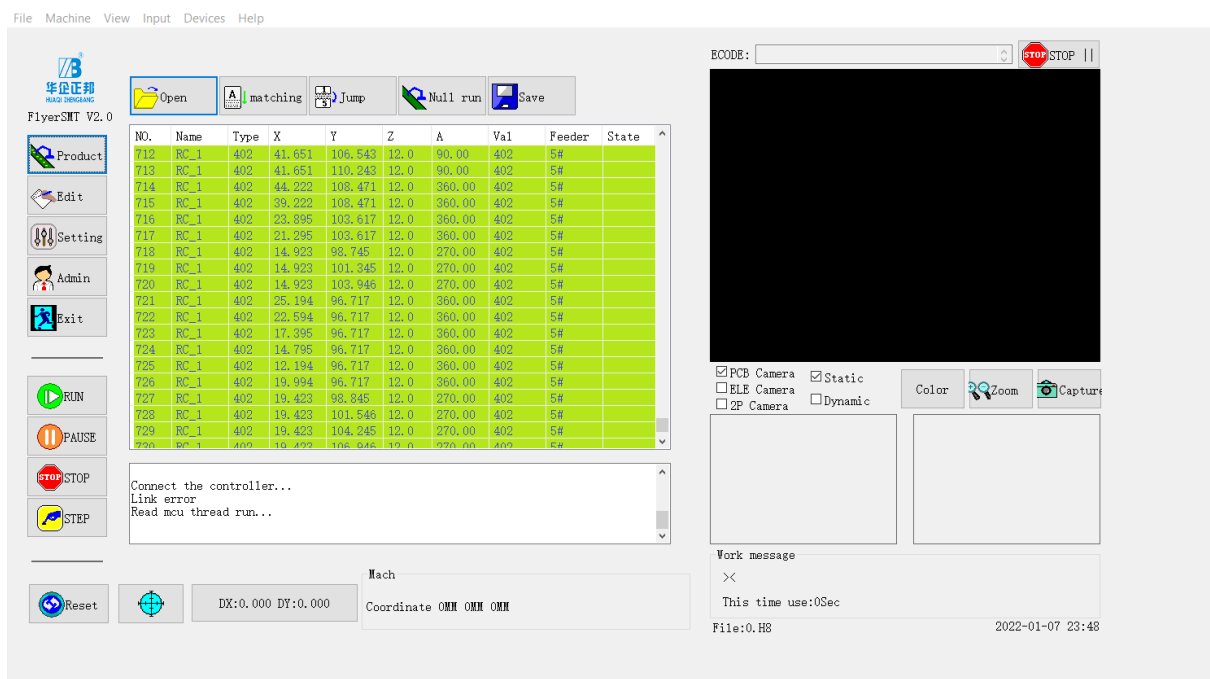 File Machine View Input Devices Help
华企正邦
HUAQI ZHENGBANG
FlyerSMT V2.0
Product
Edit
Setting
Admin
Exit
RUN
PAUSE
STOP STOP
STEP
Reset
Open
A matching
5 Jump
Null run
Save
NO. Name Type X Y Z A Val Feeder State
712 RC_1 402 41.651 106.543 12.0 90.00 402 5#
713 RC_1 402 41.651 110.243 12.0 90.00 402 5#
714 RC_1 402 44.222 108.471 12.0 360.00 402 5#
715 RC_1 402 39.222 108.471 12.0 360.00 402 5#
716 RC_1 402 23.895 103.617 12.0 360.00 402 5#
717 RC_1 402 21.295 103.617 12.0 360.00 402 5#
718 RC_1 402 14.923 98.745 12.0 270.00 402 5#
719 RC_1 402 14.923 101.345 12.0 270.00 402 5#
720 RC_1 402 14.923 103.946 12.0 270.00 402 5#
721 RC_1 402 25.194 96.717 12.0 360.00 402 5#
722 RC_1 402 22.594 96.717 12.0 360.00 402 5#
723 RC_1 402 17.395 96.717 12.0 360.00 402 5#
724 RC_1 402 14.795 96.717 12.0 360.00 402 5#
725 RC_1 402 12.194 96.717 12.0 360.00 402 5#
726 RC_1 402 19.994 96.717 12.0 360.00 402 5#
727 RC_1 402 19.423 98.845 12.0 270.00 402 5#
728 RC_1 402 19.423 101.546 12.0 270.00 402 5#
729 RC_1 402 19.423 104.245 12.0 270.00 402 5#
730 RC_1 402 19.423 106.946 12.0 270.00 402 5#
Connect the controller...
Link error
Read mcu thread run...
DX:0.000 DY:0.000
Mach
Coordinate 0MM 0MM 0MM
ECODE:
STOP STOP ||
PCB Camera
ELE Camera
2P Camera
Static
Dynamic
Color
Zoom
Capture
Work message
><
This time use:0Sec
File:0.H8
2022-01-07 23:48